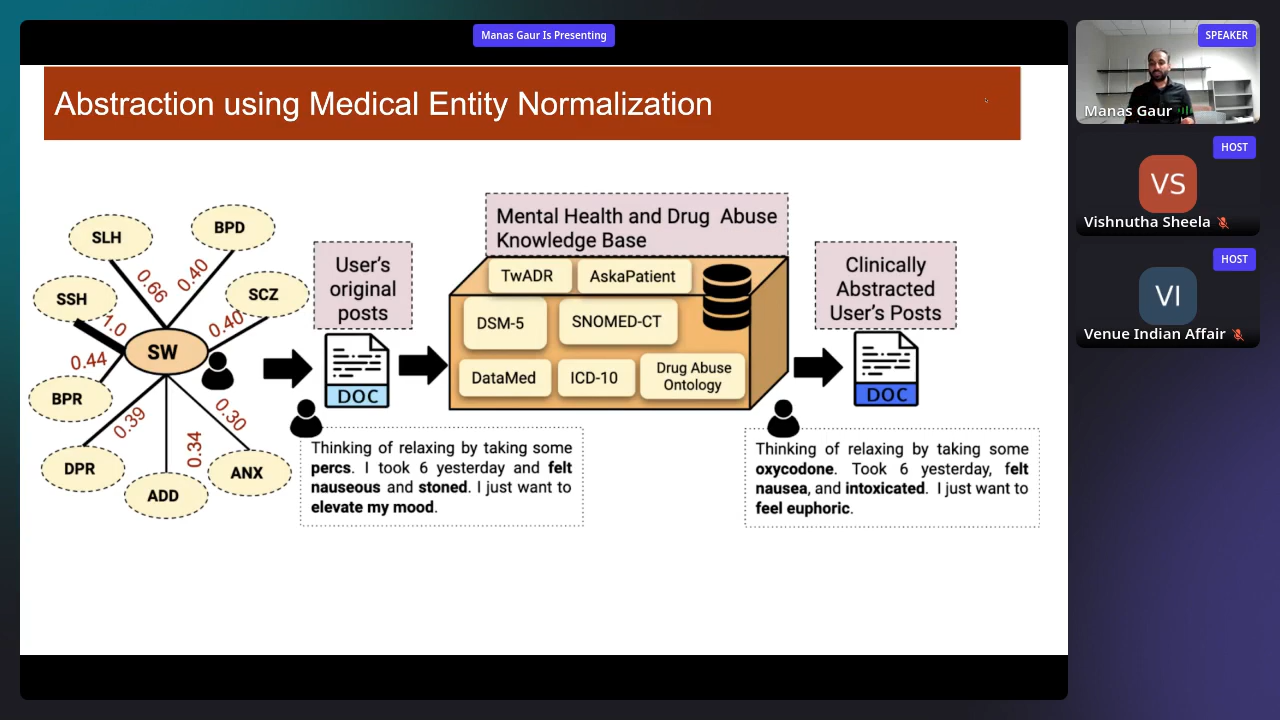 Manas Gaur Is Presenting
Abstraction using Medical Entity Normalization
SLH
BPD
SSH
SCZ
SW
BPR
DPR
ADD
ANX
0.66
0.40
1.0
0.40
0.44
0.39
0.34
0.30
User's
original
posts
DOC
Mental Health and Drug Abuse
Knowledge Base
TwADR
AskaPatient
DSM-5
SNOMED-CT
DataMed
ICD-10
Drug Abuse
Ontology
Clinically
Abstracted
User's Posts
DOC
Thinking of relaxing by taking some
percs. I took 6 yesterday and felt
nauseous and stoned. I just want to
elevate my mood.
Thinking of relaxing by taking some
oxycodone. Took 6 yesterday, felt
nausea, and intoxicated. I just want to
feel euphoric.
SPEAKER
Manas Gaur
HOST
VS
Vishnutha Sheela
HOST
VI
Venue Indian Affair